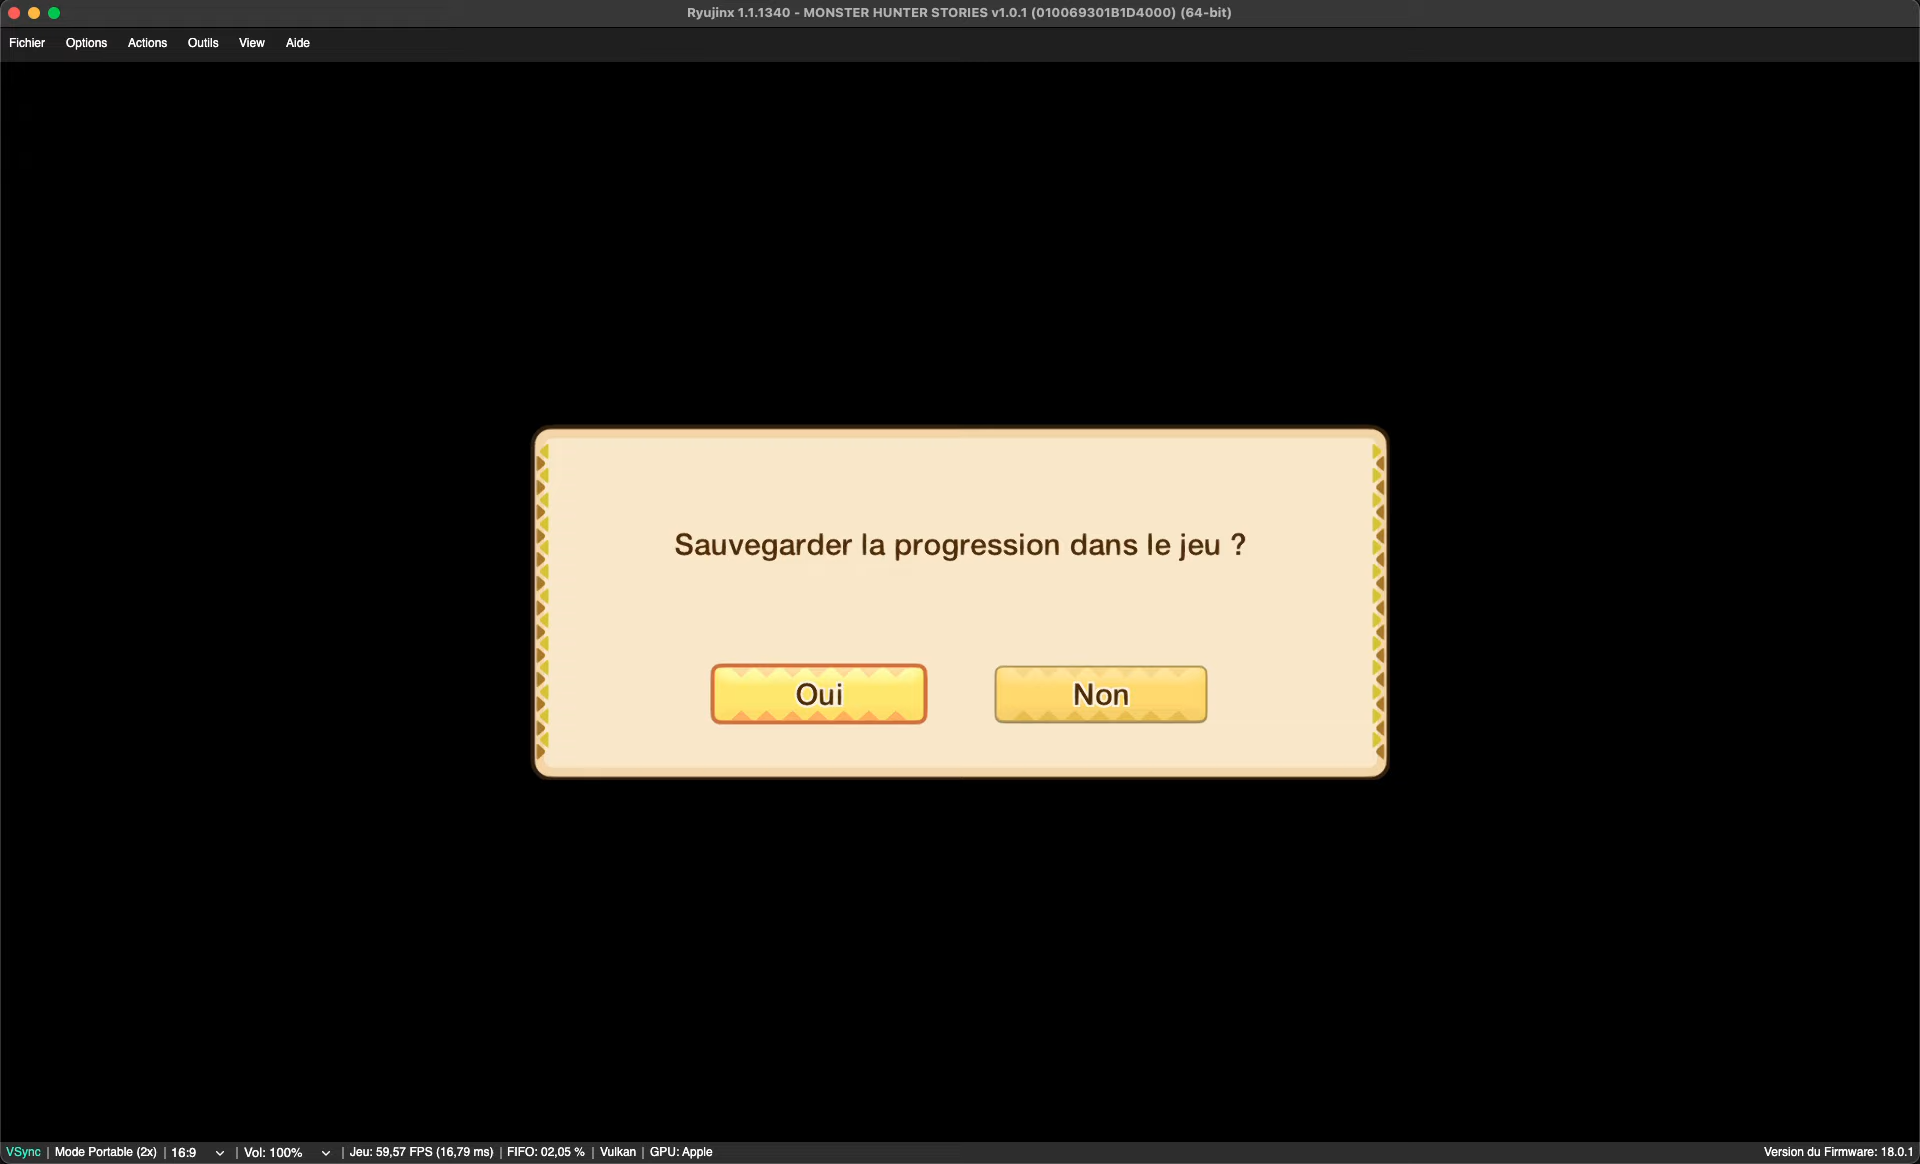 Ryujinx 1.1.1340 - MONSTER HUNTER STORIES v1.0.1 (010069301B1D4000) (64-bit)
Fichier Options Actions Outils View Aide
Sauvegarder la progression dans le jeu ?
Oui Non
VSync | Mode Portable (2x) | 16:9 | Vol: 100% | Jeu: 59,57 FPS (16,79 ms) | FIFO: 02,05 % | Vulkan | GPU: Apple Version du Firmware: 18.0.1